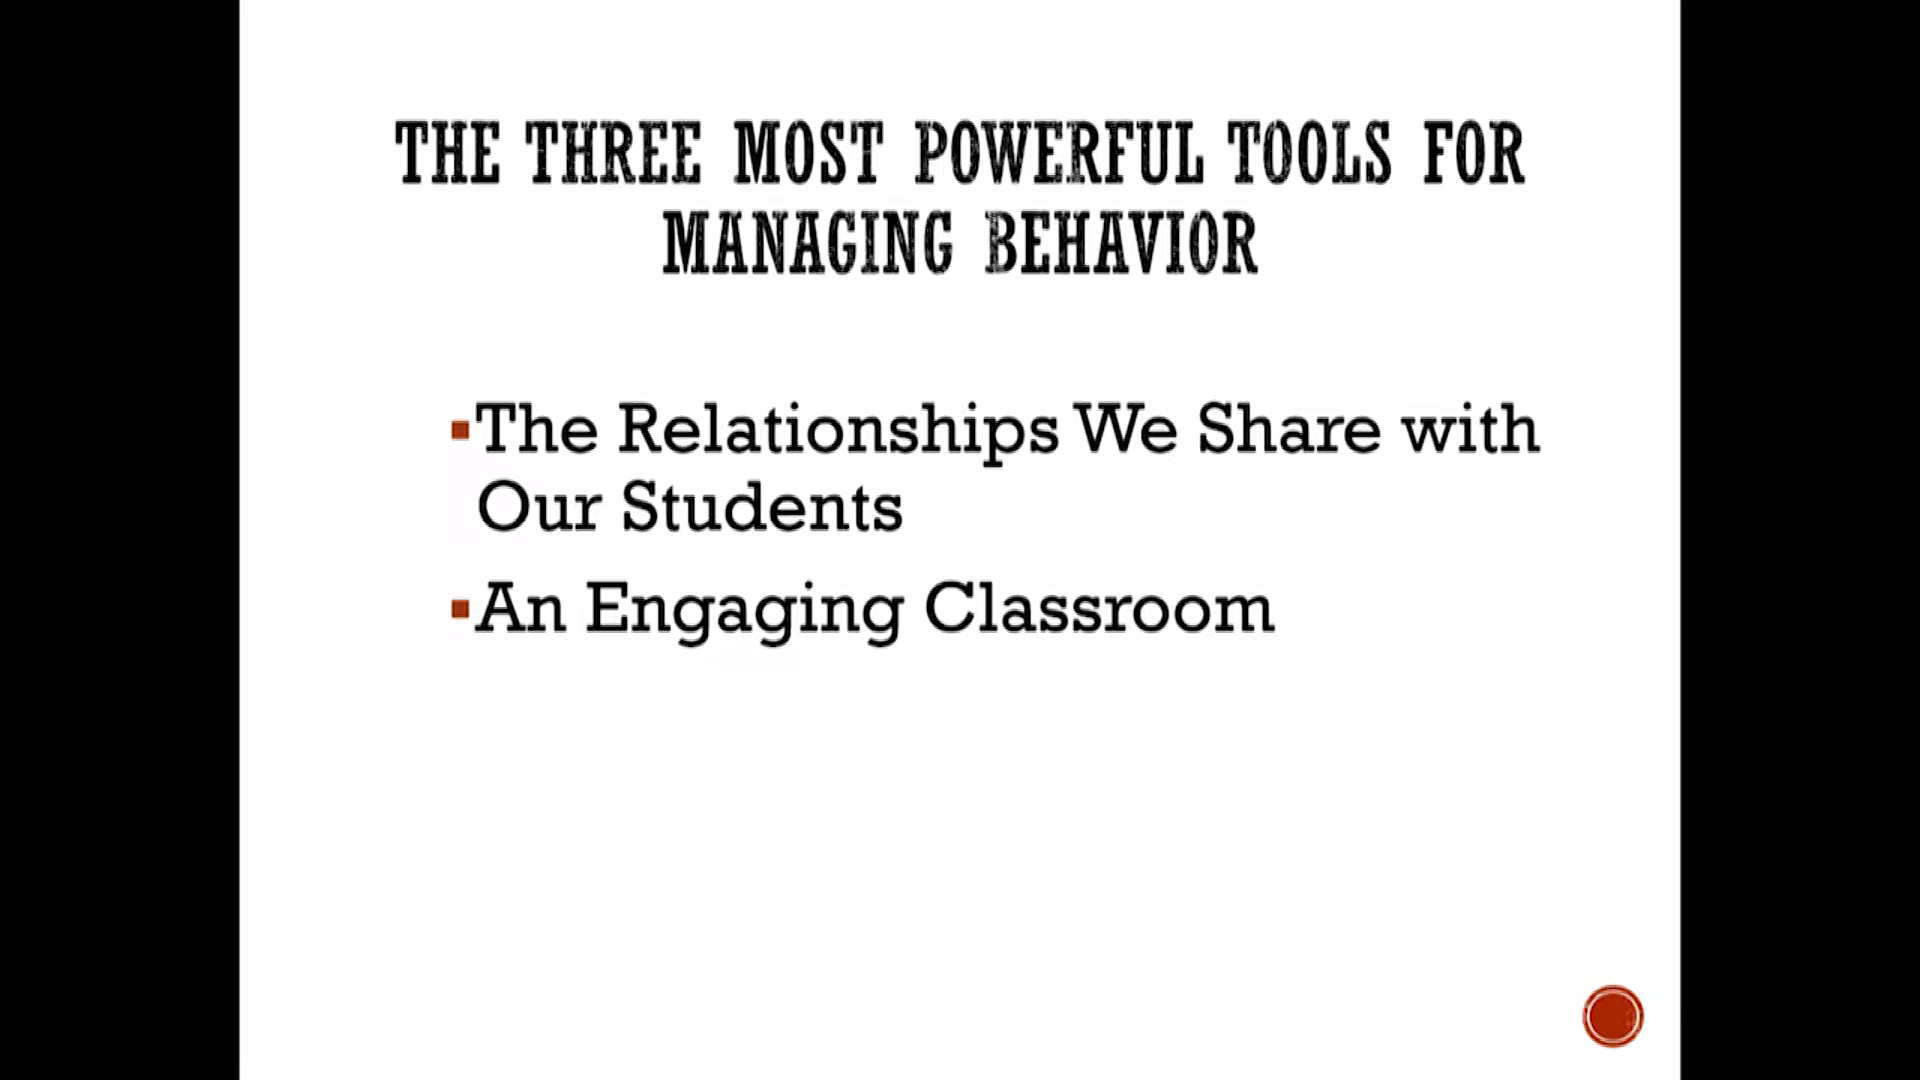 THE THREE MOST POWERFUL TOOLS FOR
MANAGING BEHAVIOR
▪The Relationships We Share with
Our Students
▪An Engaging Classroom